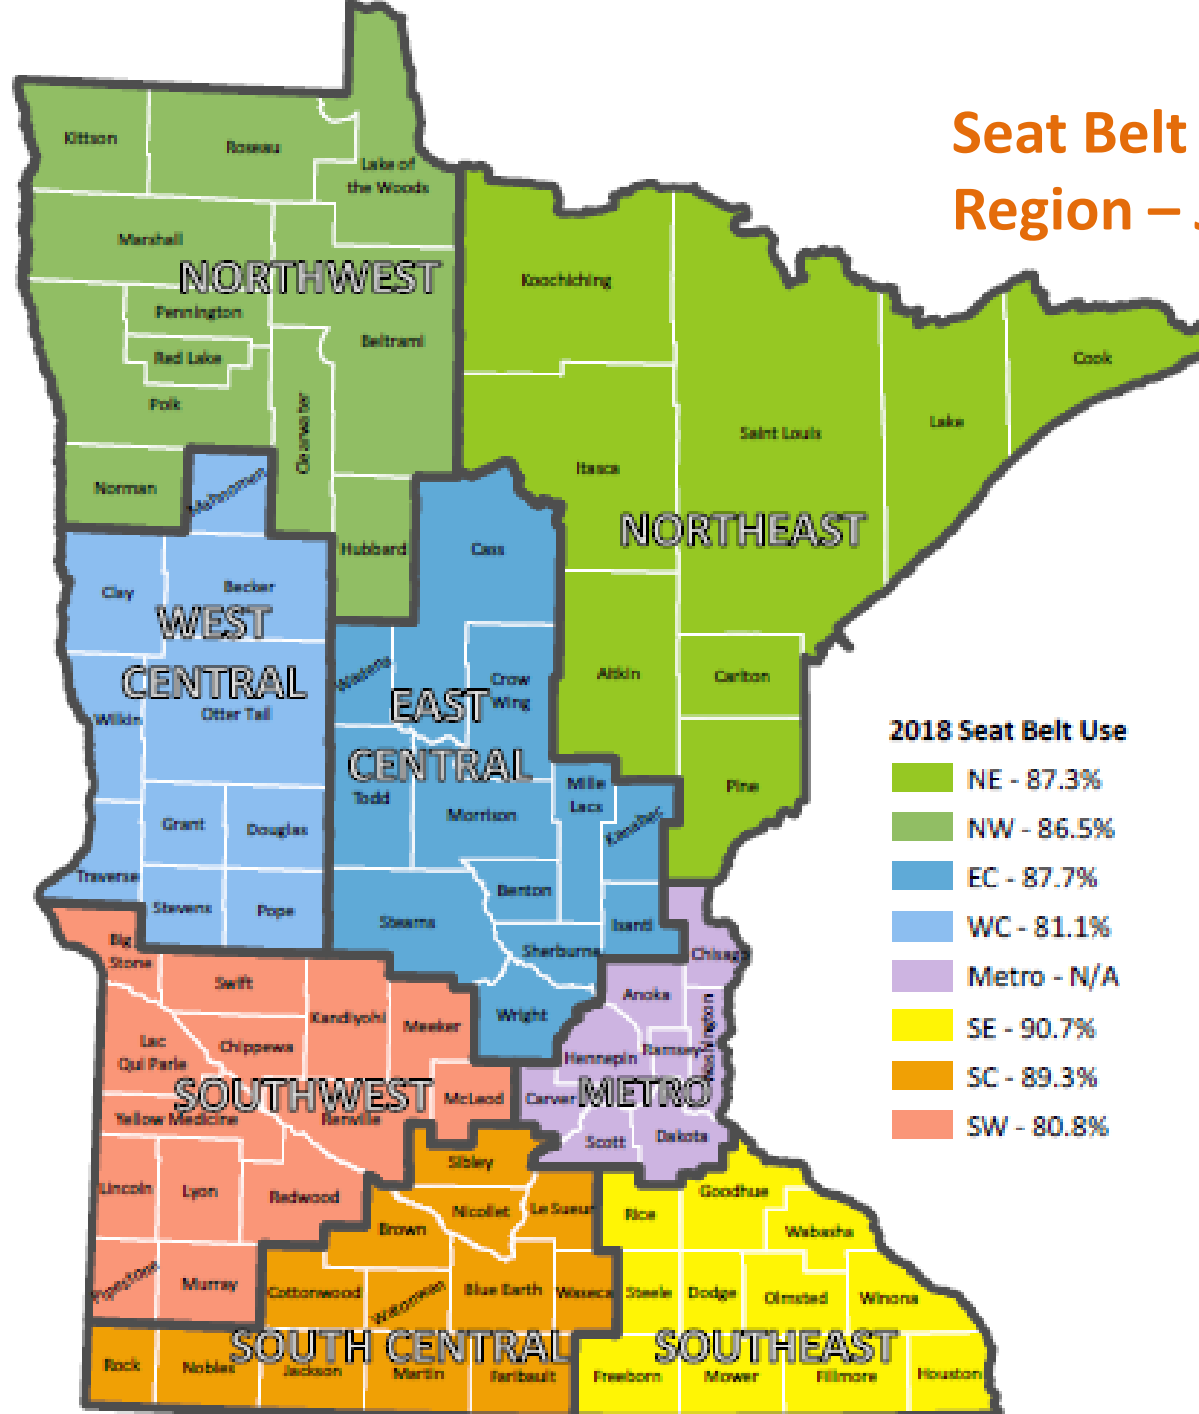 Seat Belt
Region –
Kittson
Roseau
Lake of
the Woods
Marshall
NORTHWEST
Pennington
Red Lake
Polk
Beltrami
Clearwater
Norman
Mahnomen
Hubbard
Koochiching
Itasca
Saint Louis
Lake
Cook
NORTHEAST
Aitkin
Carlton
Pine
Clay
Becker
WEST
CENTRAL
Wilkin
Otter Tail
Grant
Douglas
Traverse
Stevens
Pope
Cass
Wadena
Crow
Wing
EAST
CENTRAL
Todd
Morrison
Mille
Lacs
Kanabec
Benton
Stearns
Isanti
Sherburne
Wright
2018 Seat Belt Use
NE - 87.3%
NW - 86.5%
EC - 87.7%
WC - 81.1%
Metro - N/A
SE - 90.7%
SC - 89.3%
SW - 80.8%
Chisago
Anoka
Washington
Hennepin
Ramsey
METRO
Carver
Scott
Dakota
Big
Stone
Swift
Kandiyohi
Meeker
Lac
Qui Parle
Chippewa
SOUTHWEST
McLeod
Yellow Medicine
Renville
Lincoln
Lyon
Redwood
Pipestone
Murray
Sibley
Nicollet
Le Sueur
Brown
Cottonwood
Watonwan
Blue Earth
Waseca
SOUTH CENTRAL
Rock
Nobles
Jackson
Martin
Faribault
Rice
Goodhue
Wabasha
Steele
Dodge
Olmsted
Winona
SOUTHEAST
Freeborn
Mower
Fillmore
Houston